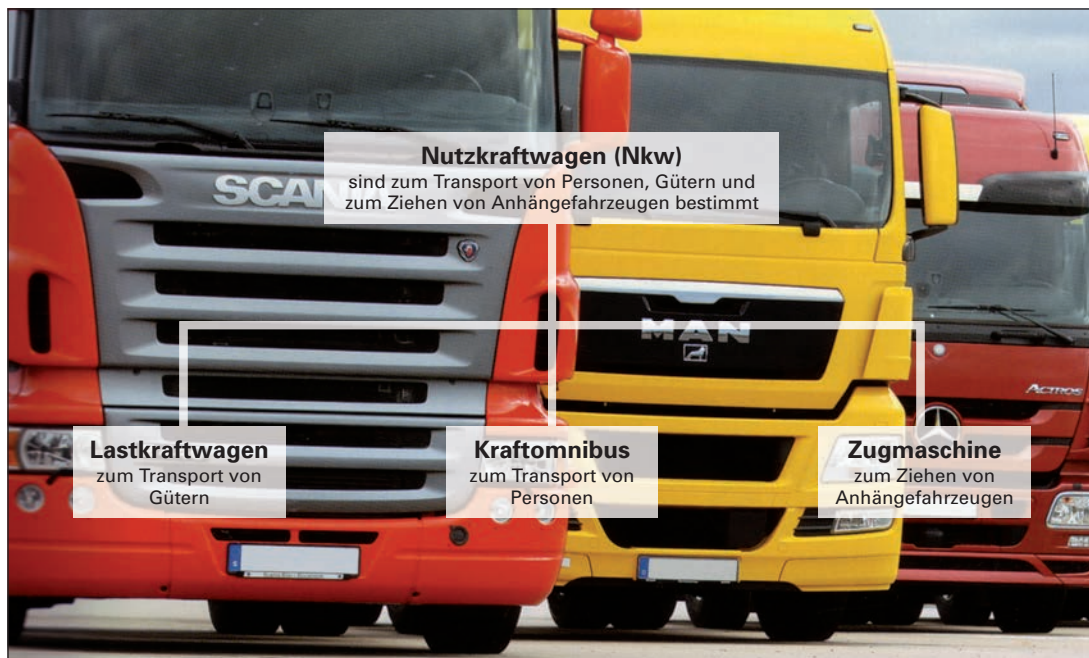 Nutzkraftwagen (Nkw)
sind zum Transport von Personen, Gütern und
zum Ziehen von Anhängefahrzeugen bestimmt
SCAN
MAN
ACTROS
Lastkraftwagen
zum Transport von
Gütern
Kraftomnibus
zum Transport von
Personen
Zugmaschine
zum Ziehen von
Anhängefahrzeugen